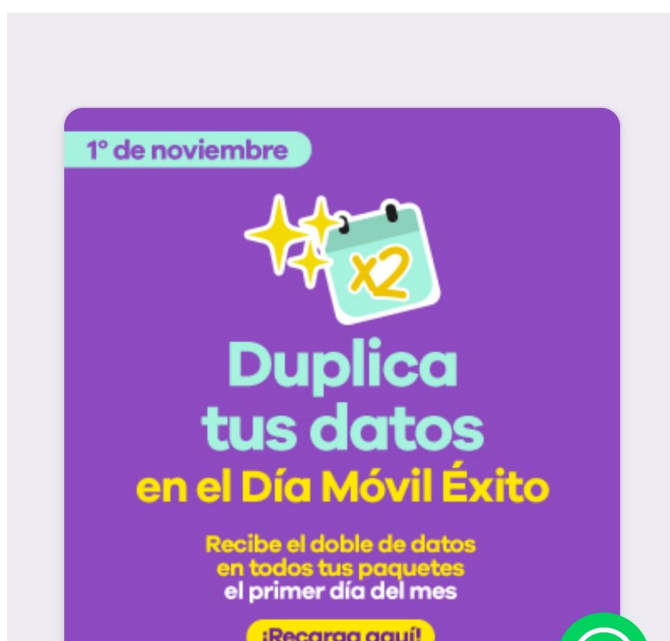 1° de noviembre
x2
Duplica
tus datos
en el Día Móvil Éxito
Recibe el doble de datos
en todos tus paquetes
el primer día del mes
¡Recarga aquí!